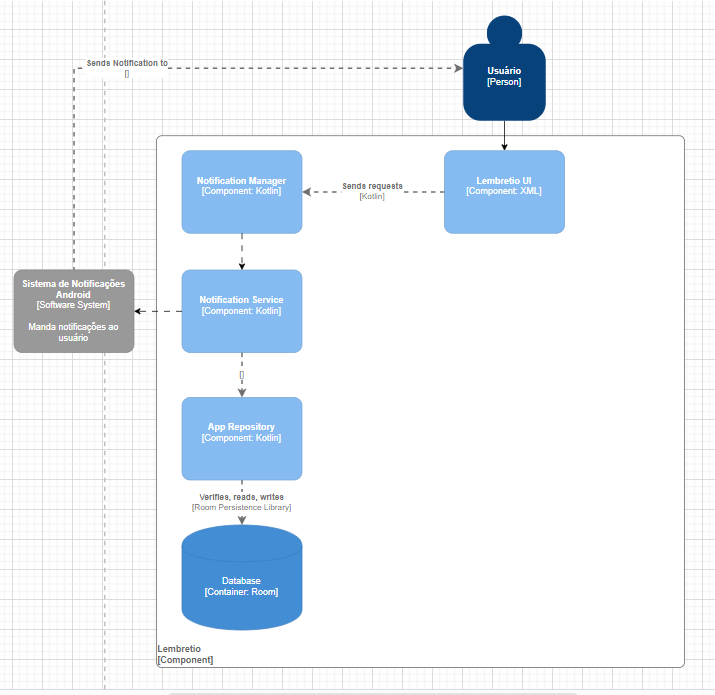 Sends Notification to
[]
Usuário
[Person]
Notification Manager
[Component: Kotlin]
Sends requests
[Kotlin]
Lembretio UI
[Component: XML]
Sistema de Notificações
Android
[Software System]
Manda notificações ao
usuário
Notification Service
[Component: Kotlin]
[]
App Repository
[Component: Kotlin]
Verifies, reads, writes
[Room Persistence Library]
Database
[Container: Room]
Lembretio
[Component]